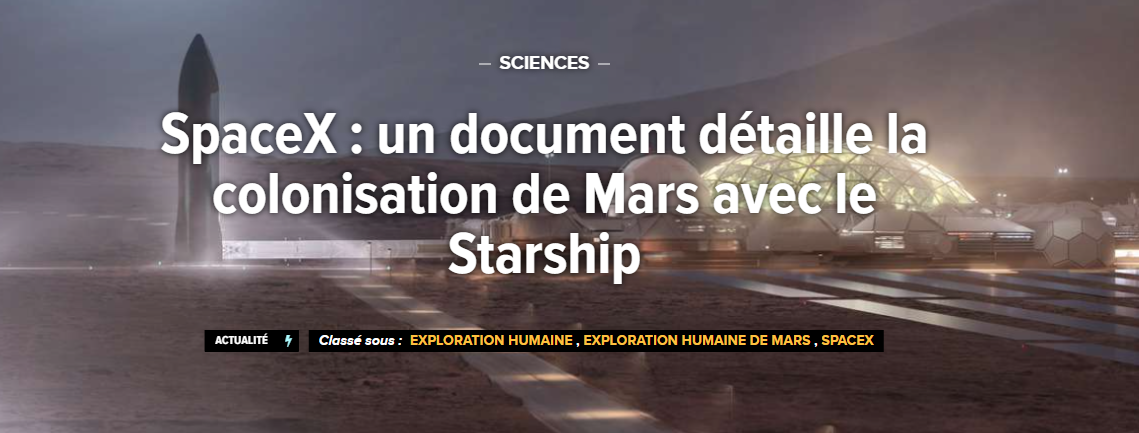 — SCIENCES —
SpaceX : un document détaille la
colonisation de Mars avec le
Starship
ACTUALITÉ Classé sous : EXPLORATION HUMAINE , EXPLORATION HUMAINE DE MARS , SPACEX